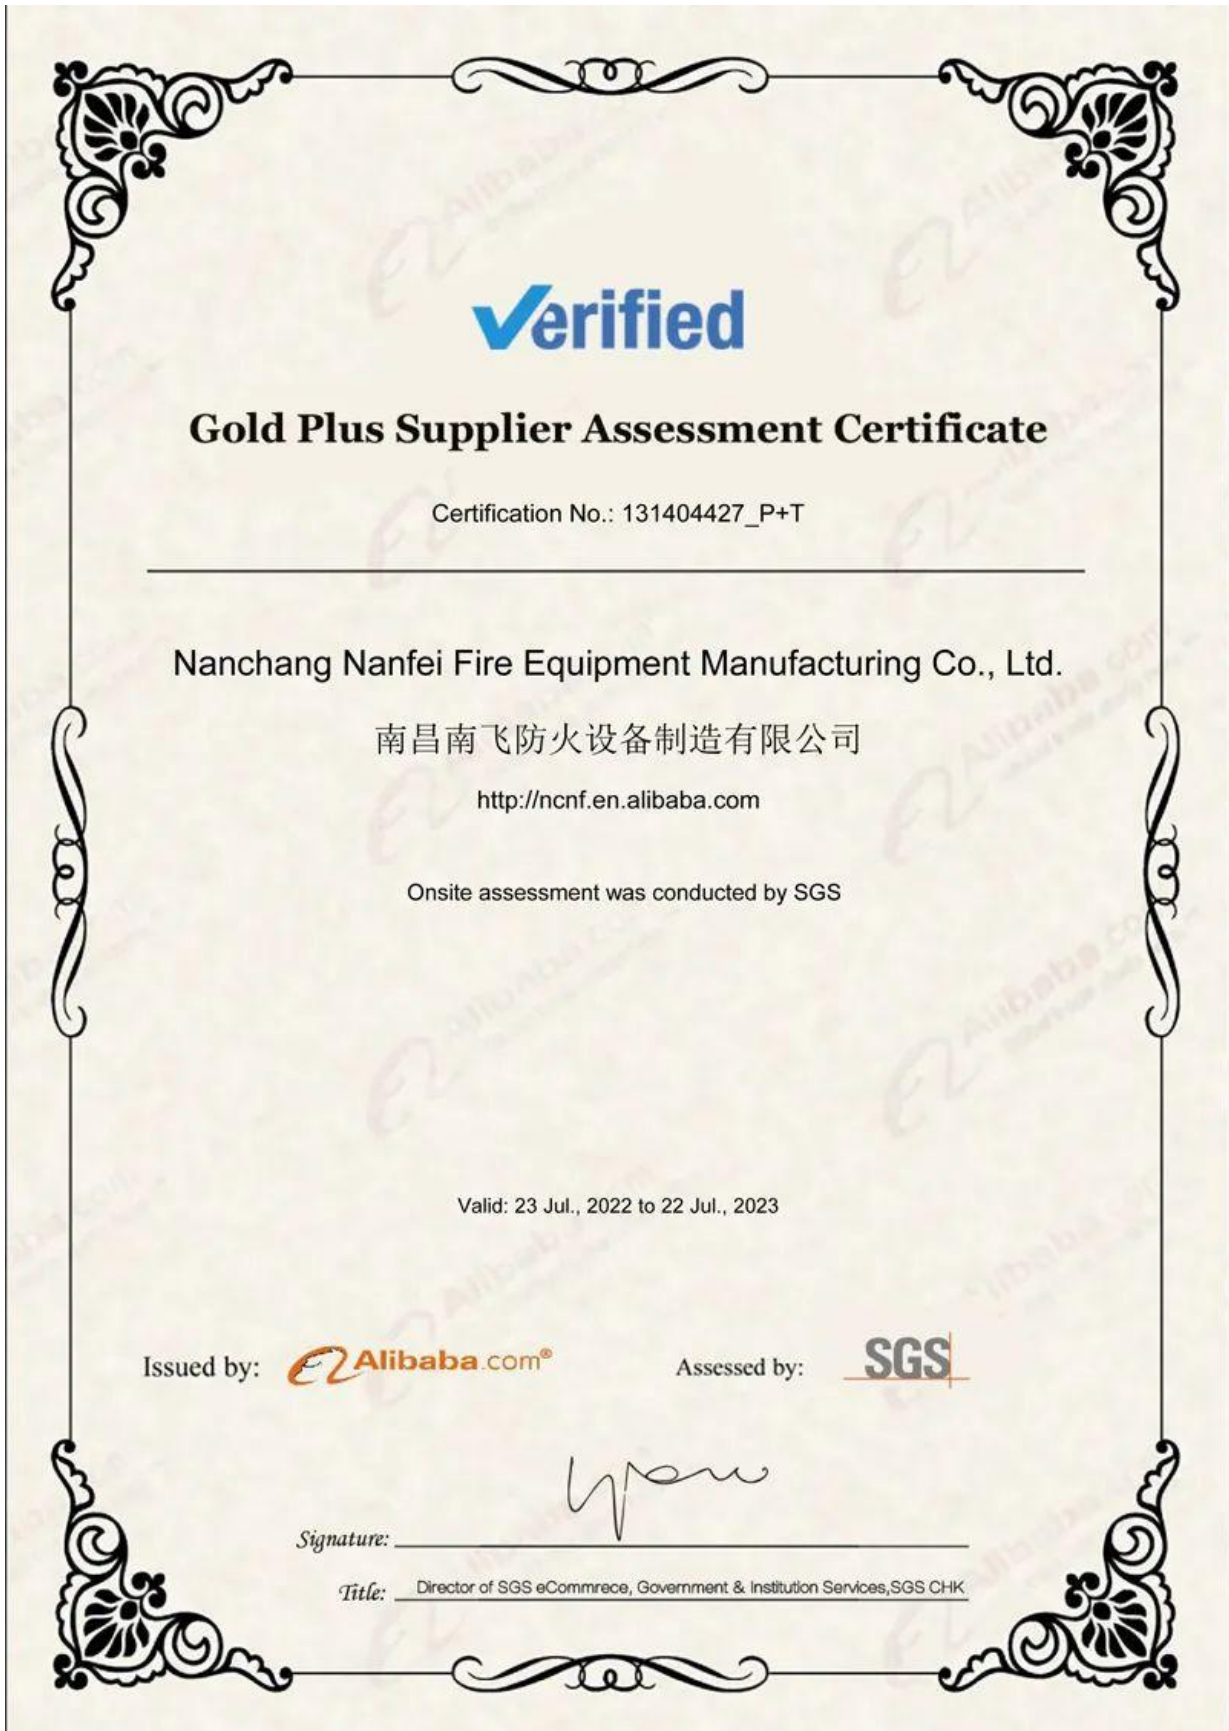 Verified
Gold Plus Supplier Assessment Certificate
Certification No.: 131404427_P+T
Nanchang Nanfei Fire Equipment Manufacturing Co., Ltd.
南昌南飞防火设备制造有限公司
http://ncnf.en.alibaba.com
Onsite assessment was conducted by SGS
Valid: 23 Jul., 2022 to 22 Jul., 2023
Issued by: Alibaba.com® Assessed by: SGS
Signature:
Title: Director of SGS eCommrece, Government & Institution Services,SGS CHK